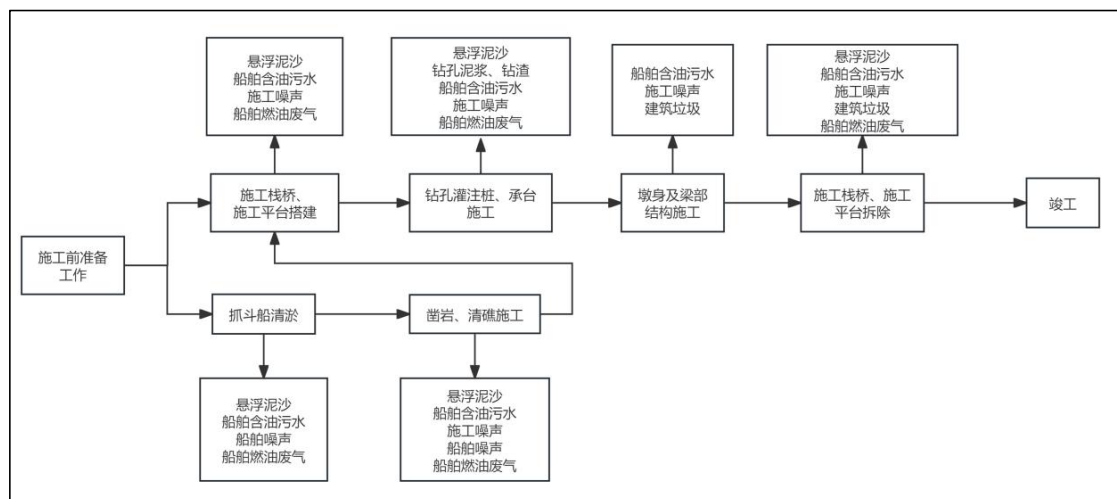 悬浮泥沙
船舶含油污水
施工噪声
船舶燃油废气
悬浮泥沙
钻孔泥浆、钻渣
船舶含油污水
施工噪声
船舶燃油废气
船舶含油污水
施工噪声
建筑垃圾
悬浮泥沙
船舶含油污水
施工噪声
建筑垃圾
船舶燃油废气
施工栈桥、
施工平台搭建
钻孔灌注桩、承台
施工
墩身及梁部
结构施工
施工栈桥、施工
平台拆除
竣工
施工前准备
工作
抓斗船清淤
凿岩、清礁施工
悬浮泥沙
船舶含油污水
船舶噪声
船舶燃油废气
悬浮泥沙
船舶含油污水
施工噪声
船舶噪声
船舶燃油废气